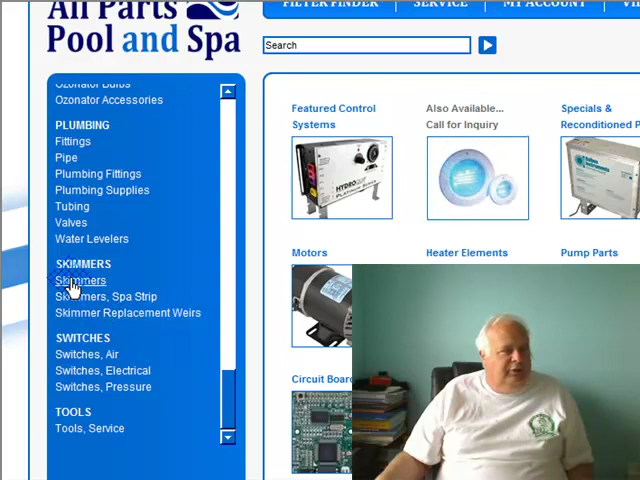 FILTER FINDER
SERVICE
MY ACCOUNT
All Parts
Pool and Spa
Search
Ozonator Bulbs
Ozonator Accessories
PLUMBING
Fittings
Pipe
Plumbing Fittings
Plumbing Supplies
Tubing
Valves
Water Levelers
SKIMMERS
Skimmers
Skimmers, Spa Strip
Skimmer Replacement Weirs
SWITCHES
Switches, Air
Switches, Electrical
Switches, Pressure
TOOLS
Tools, Service
Featured Control
Systems
Also Available...
Call for Inquiry
Specials &
Reconditioned P
HYDRO
Motors
Heater Elements
Pump Parts
Circuit Board